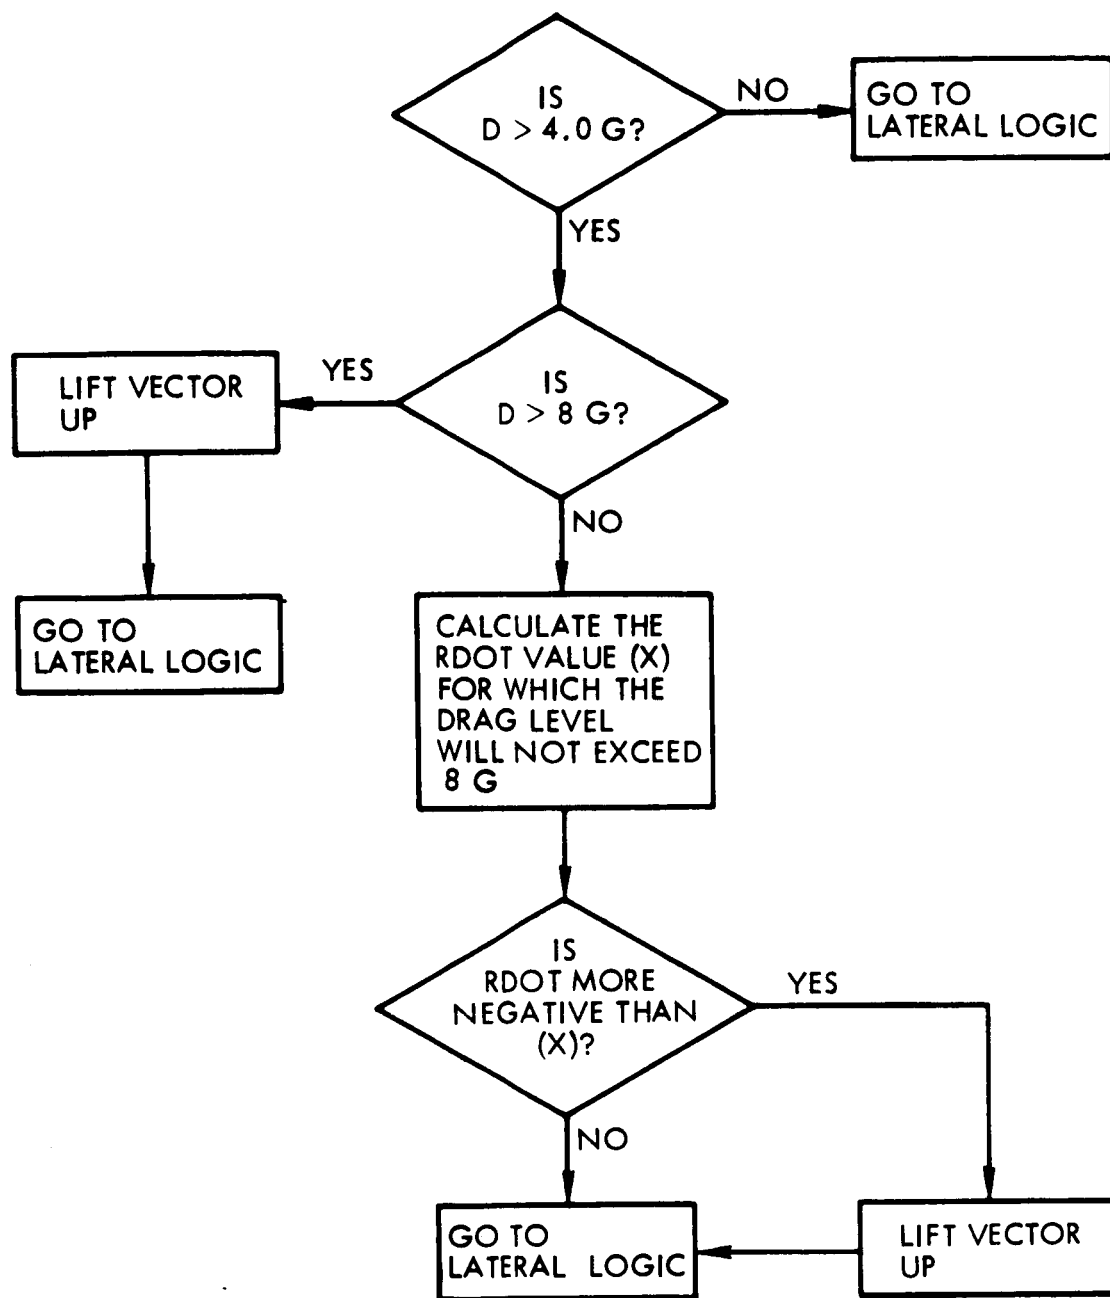 IS
D > 4.0 G?
NO
GO TO
LATERAL LOGIC
YES
IS
D > 8 G?
YES
LIFT VECTOR
UP
GO TO
LATERAL LOGIC
NO
CALCULATE THE
RDOT VALUE (X)
FOR WHICH THE
DRAG LEVEL
WILL NOT EXCEED
8 G
IS
RDOT MORE
NEGATIVE THAN
(X)?
YES
NO
GO TO
LATERAL LOGIC
LIFT VECTOR
UP